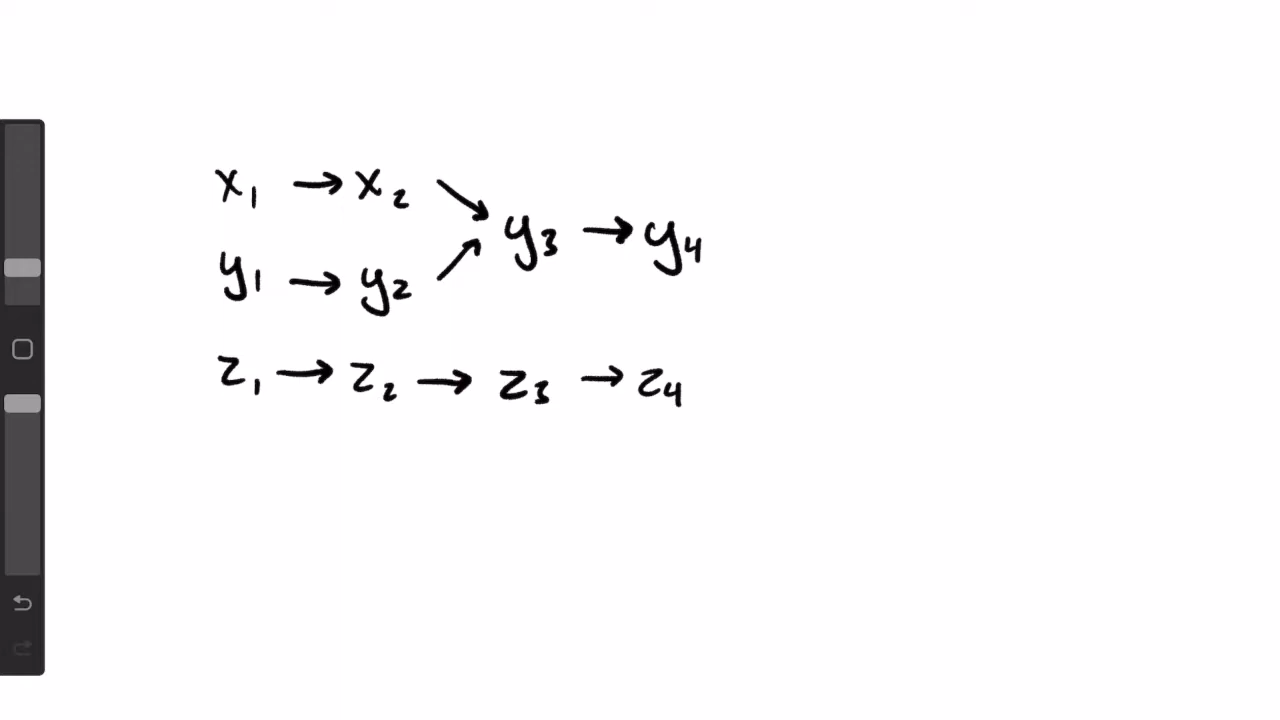 x₁ → x₂
y₃ → y₄
y₁ → y₂
z₁ → z₂ → z₃ → z₄